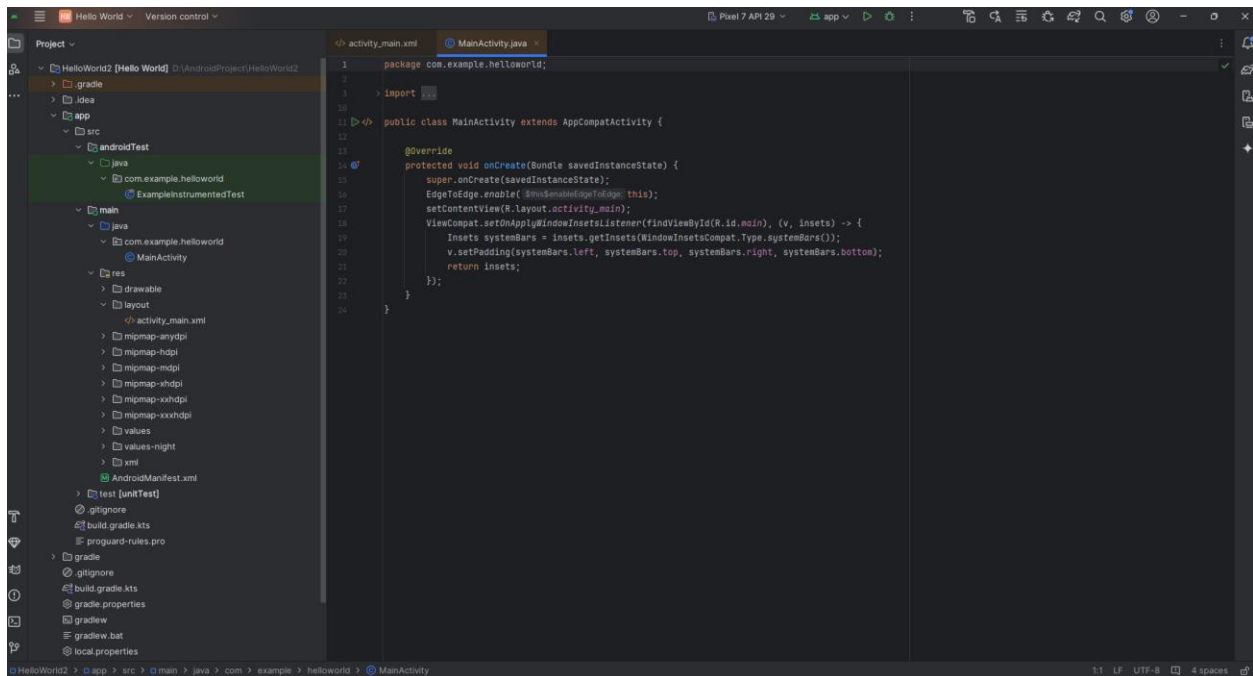 Hello World
Version control
Pixel 7 API 29
app
Project
activity_main.xml
MainActivity.java
HelloWorld2 [Hello World] D:\AndroidProject\HelloWorld2
.gradle
.idea
app
src
androidTest
java
com.example.helloworld
ExampleInstrumentedTest
main
java
com.example.helloworld
MainActivity
res
drawable
layout
activity_main.xml
mipmap-anydpi
mipmap-hdpi
mipmap-mdpi
mipmap-xhdpi
mipmap-xxhdpi
mipmap-xxxhdpi
values
values-night
xml
AndroidManifest.xml
test [unitTest]
.gitignore
build.gradle.kts
proguard-rules.pro
gradle
.gitignore
build.gradle.kts
gradle.properties
gradlew
gradlew.bat
local.properties
1 package com.example.helloworld;
2
3 import ...
10
11 public class MainActivity extends AppCompatActivity {
12
13 @Override
14 protected void onCreate(Bundle savedInstanceState) {
15 super.onCreate(savedInstanceState);
16 EdgeToEdge.enable( $this$enableEdgeToEdge: this);
17 setContentView(R.layout.activity_main);
18 ViewCompat.setOnApplyWindowInsetsListener(findViewById(R.id.main), (v, insets) -> {
19 Insets systemBars = insets.getInsets(WindowInsetsCompat.Type.systemBars());
20 v.setPadding(systemBars.left, systemBars.top, systemBars.right, systemBars.bottom);
21 return insets;
22 });
23 }
24 }
HelloWorld2 > app > src > main > java > com > example > helloworld > MainActivity
1:1 LF UTF-8 4 spaces